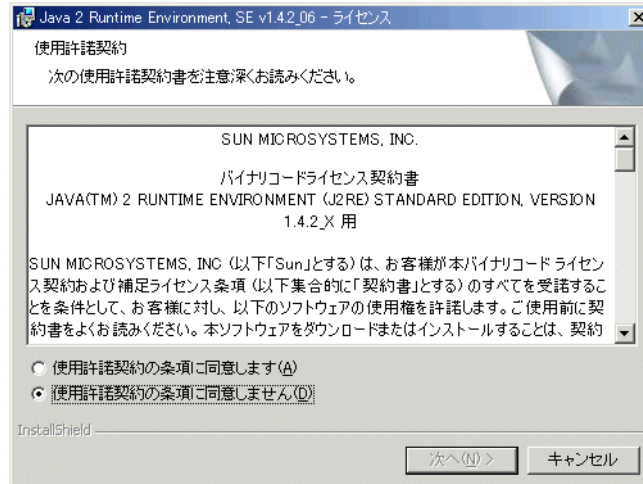 Java 2 Runtime Environment, SE v1.4.2_06 - ライセンス
使用許諾契約
次の使用許諾契約書を注意深くお読みください。
SUN MICROSYSTEMS, INC.
バイナリコードライセンス契約書
JAVA(TM) 2 RUNTIME ENVIRONMENT (J2RE) STANDARD EDITION, VERSION
1.4.2_X 用
SUN MICROSYSTEMS, INC (以下「Sun」とする) は、お客様が本バイナリコード ライセン
ス契約および補足ライセンス条項 (以下集合的に「契約書」とする) のすべてを受諾するこ
とを条件として、お客様に対し、以下のソフトウェアの使用権を許諾します。ご使用前に契
約書をよくお読みください。本ソフトウェアをダウンロードまたはインストールすることは、契約
使用許諾契約の条項に同意します(A)
使用許諾契約の条項に同意しません(D)
InstallShield
次へ(N) >
キャンセル